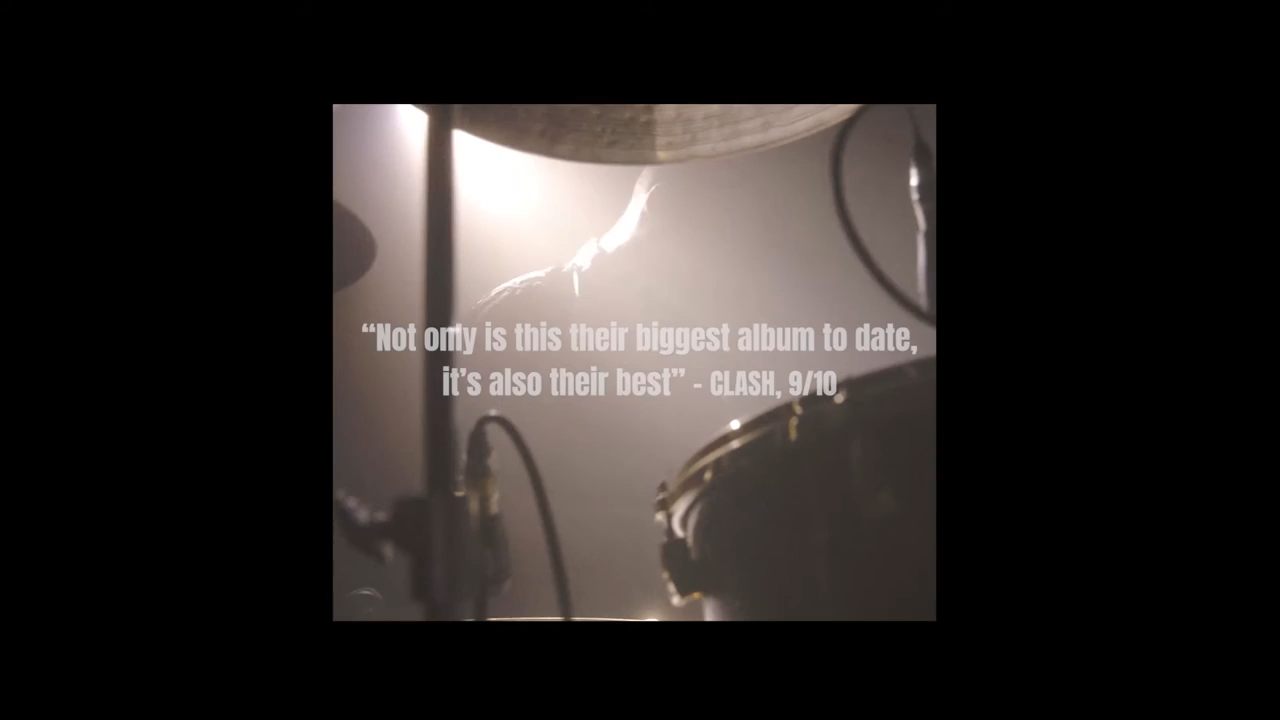 “Not only is this their biggest album to date,
it’s also their best” - CLASH, 9/10